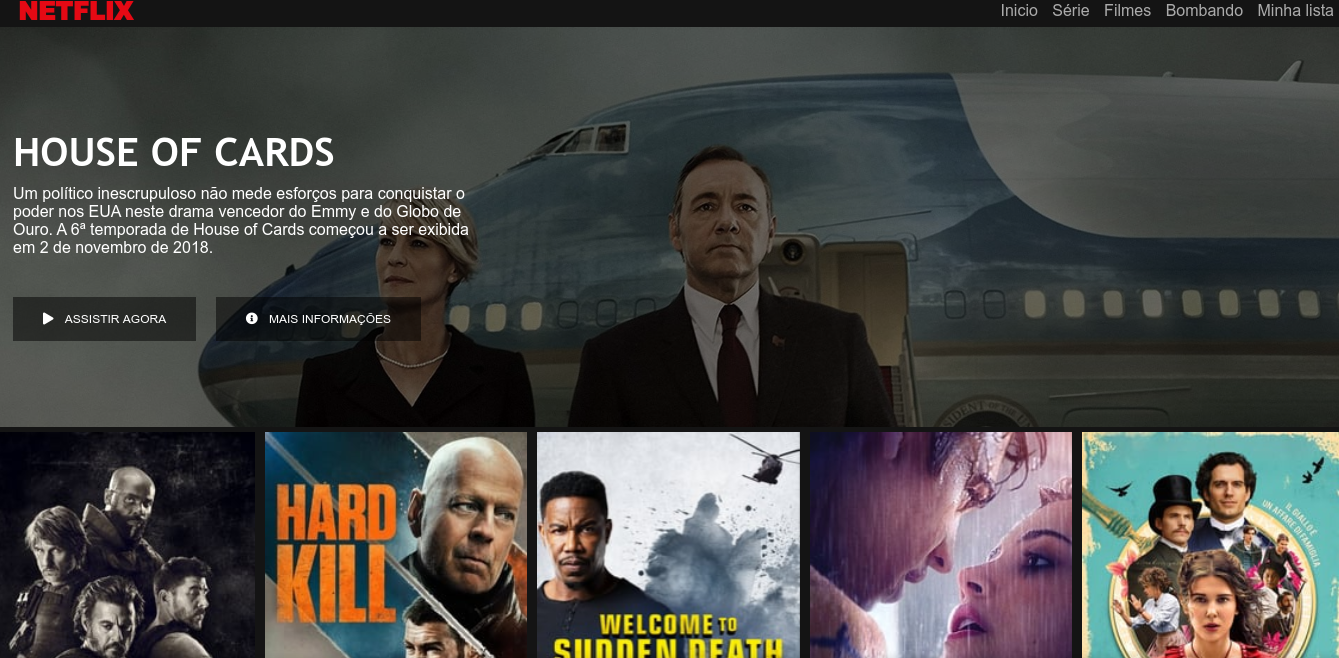 NETFLIX
Inicio Série Filmes Bombando Minha lista
HOUSE OF CARDS
Um político inescrupuloso não mede esforços para conquistar o
poder nos EUA neste drama vencedor do Emmy e do Globo de
Ouro. A 6ª temporada de House of Cards começou a ser exibida
em 2 de novembro de 2018.
ASSISTIR AGORA
MAIS INFORMAÇÕES
HARD
KILL
WELCOME TO
SUDDEN DEATH
IL GIALLO È
UN AFFARE DI FAMIGLIA